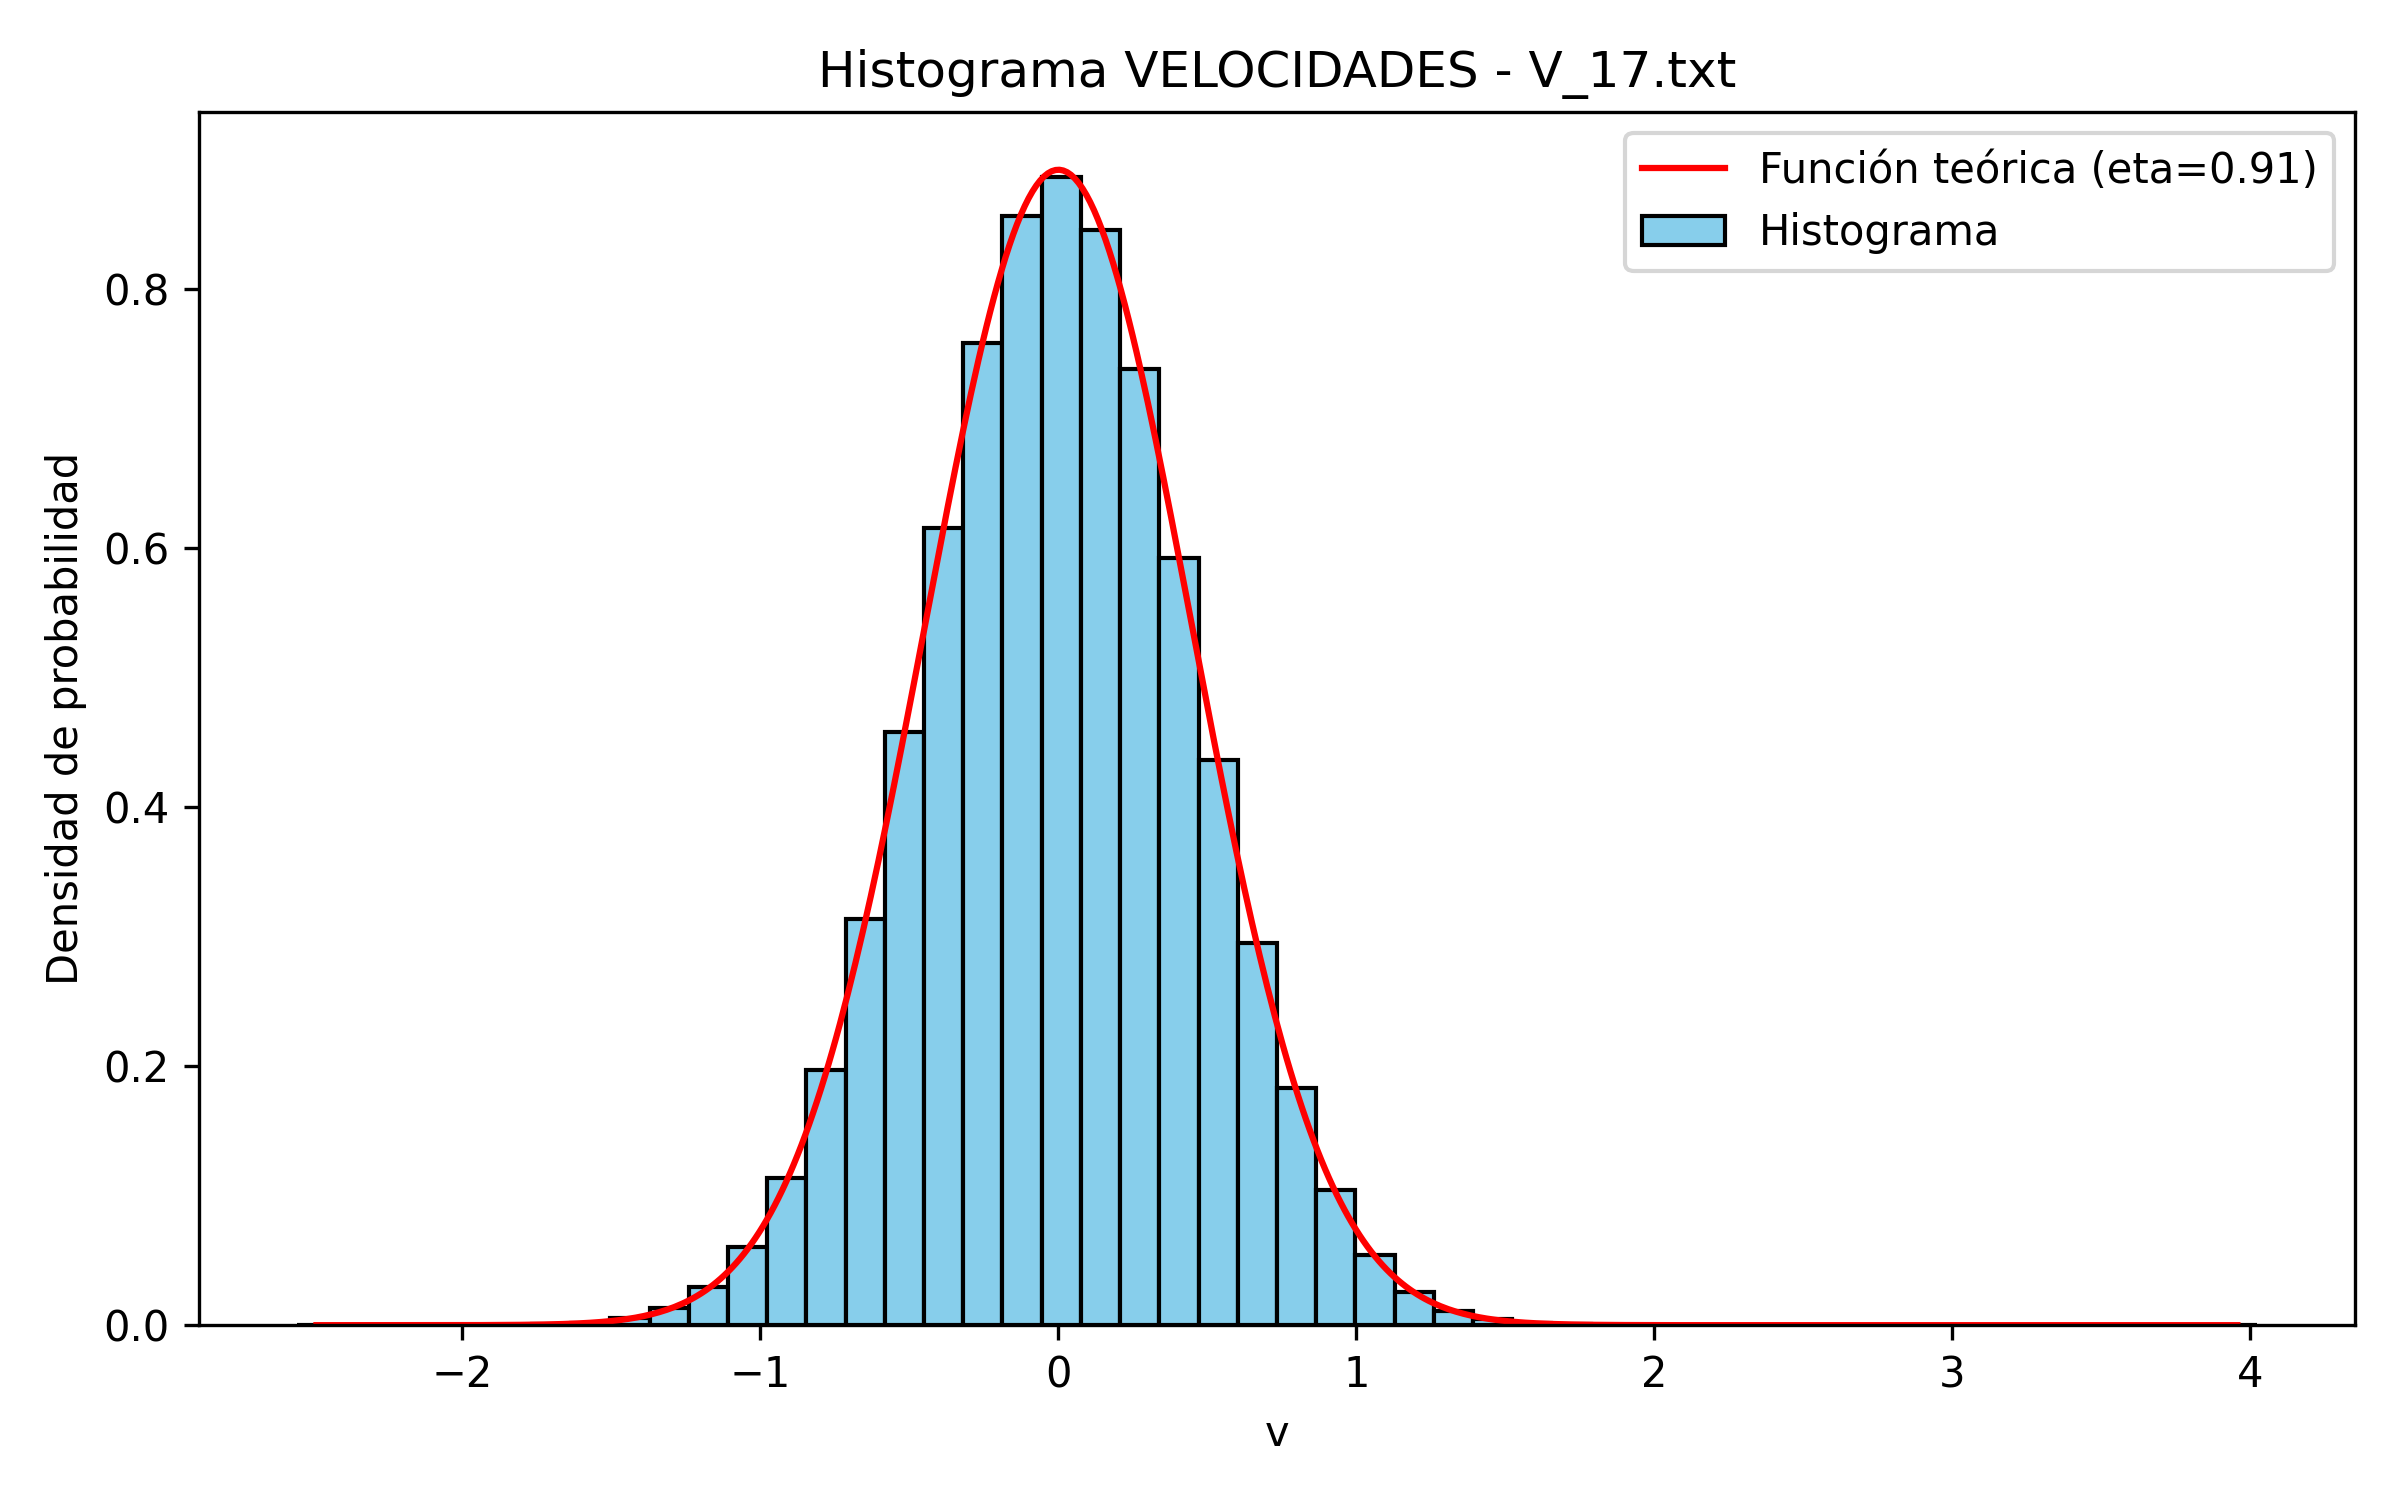 Histograma VELOCIDADES - V_17.txt
Función teórica (eta=0.91)
Histograma
Densidad de probabilidad
0.8
0.6
0.4
0.2
0.0
−2 −1 0 1 2 3 4
v